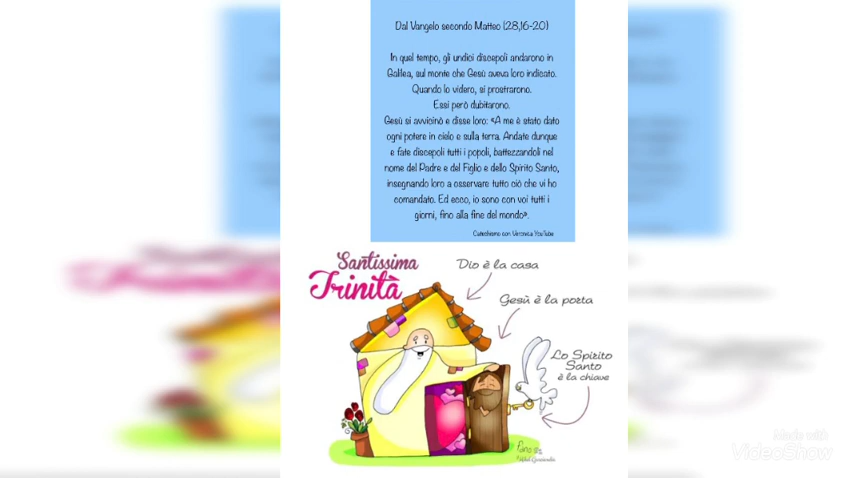 Dal Vangelo secondo Matteo (28,16-20)
In quel tempo, gli undici discepoli andarono in
Galilea, sul monte che Gesù aveva loro indicato.
Quando lo videro, si prostrarono.
Essi però dubitarono.
Gesù si avvicinò e disse loro: «A me è stato dato
ogni potere in cielo e sulla terra. Andate dunque
e fate discepoli tutti i popoli, battezzandoli nel
nome del Padre e del Figlio e dello Spirito Santo,
insegnando loro a osservare tutto ciò che vi ho
comandato. Ed ecco, io sono con voi tutti i
giorni, fino alla fine del mondo».
Catechismo con Veronica YouTube
Santissima
Trinità
Dio è la casa
Gesù è la porta
Lo Spirito
Santo
è la chiave
Fano
Made with
VideoShow